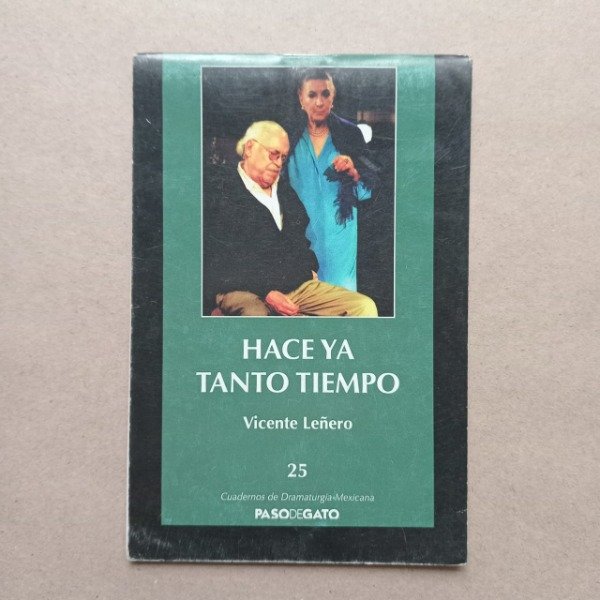 HACE YA
TANTO TIEMPO
Vicente Leñero
25
Cuadernos de Dramaturgia Mexicana
PASODEGATO